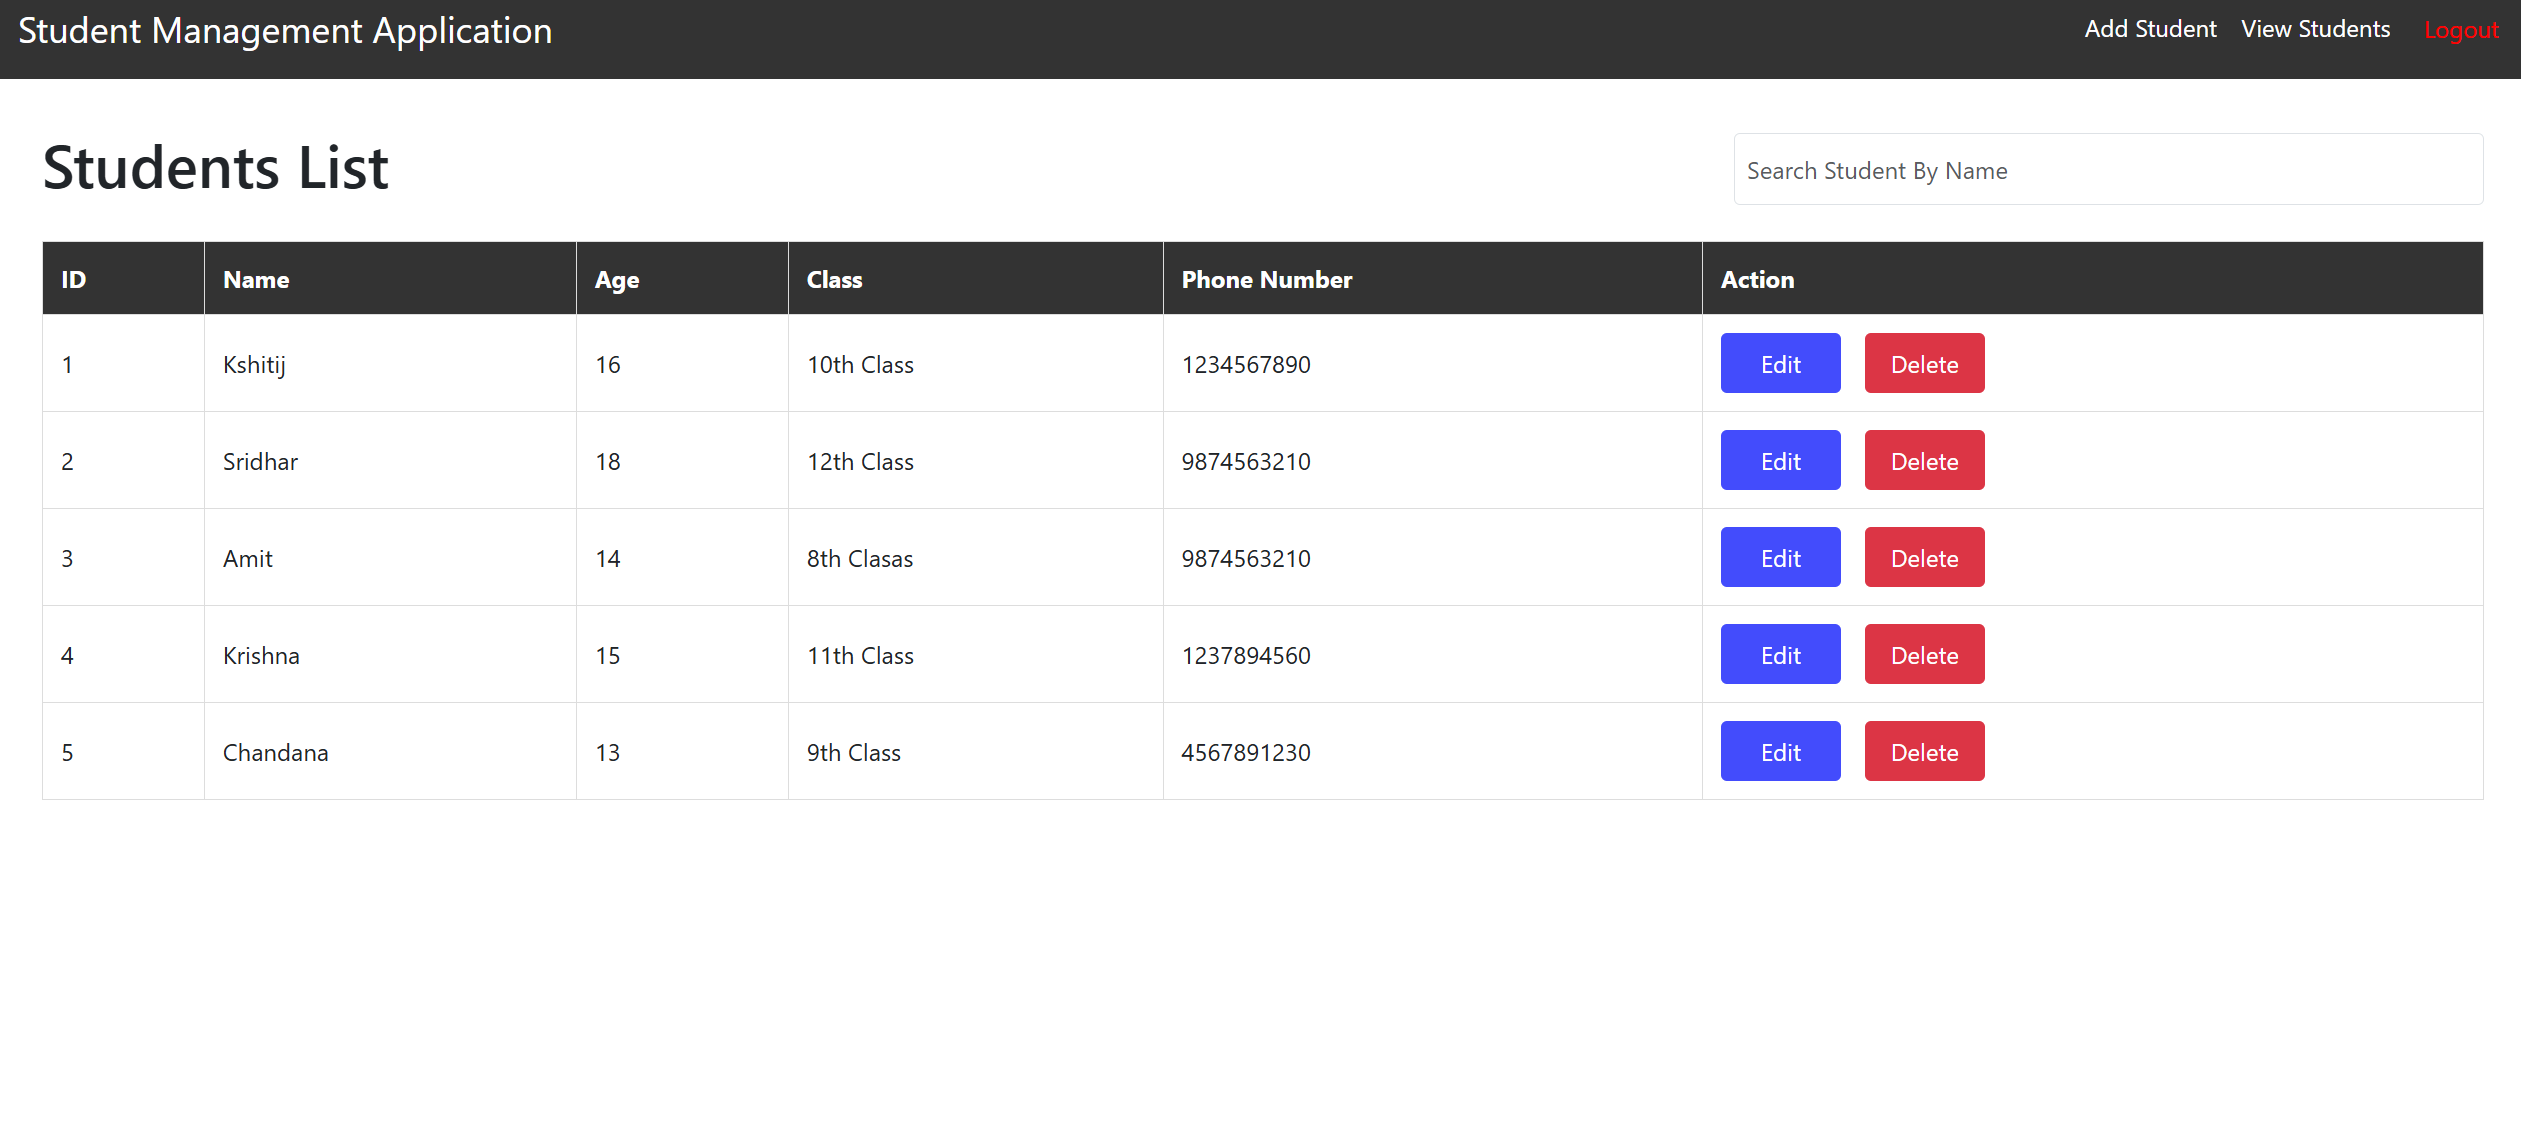 Student Management Application Add Student View Students Logout
Students List Search Student By Name
ID Name Age Class Phone Number Action
1 Kshitij 16 10th Class 1234567890 Edit Delete
2 Sridhar 18 12th Class 9874563210 Edit Delete
3 Amit 14 8th Clasas 9874563210 Edit Delete
4 Krishna 15 11th Class 1237894560 Edit Delete
5 Chandana 13 9th Class 4567891230 Edit Delete